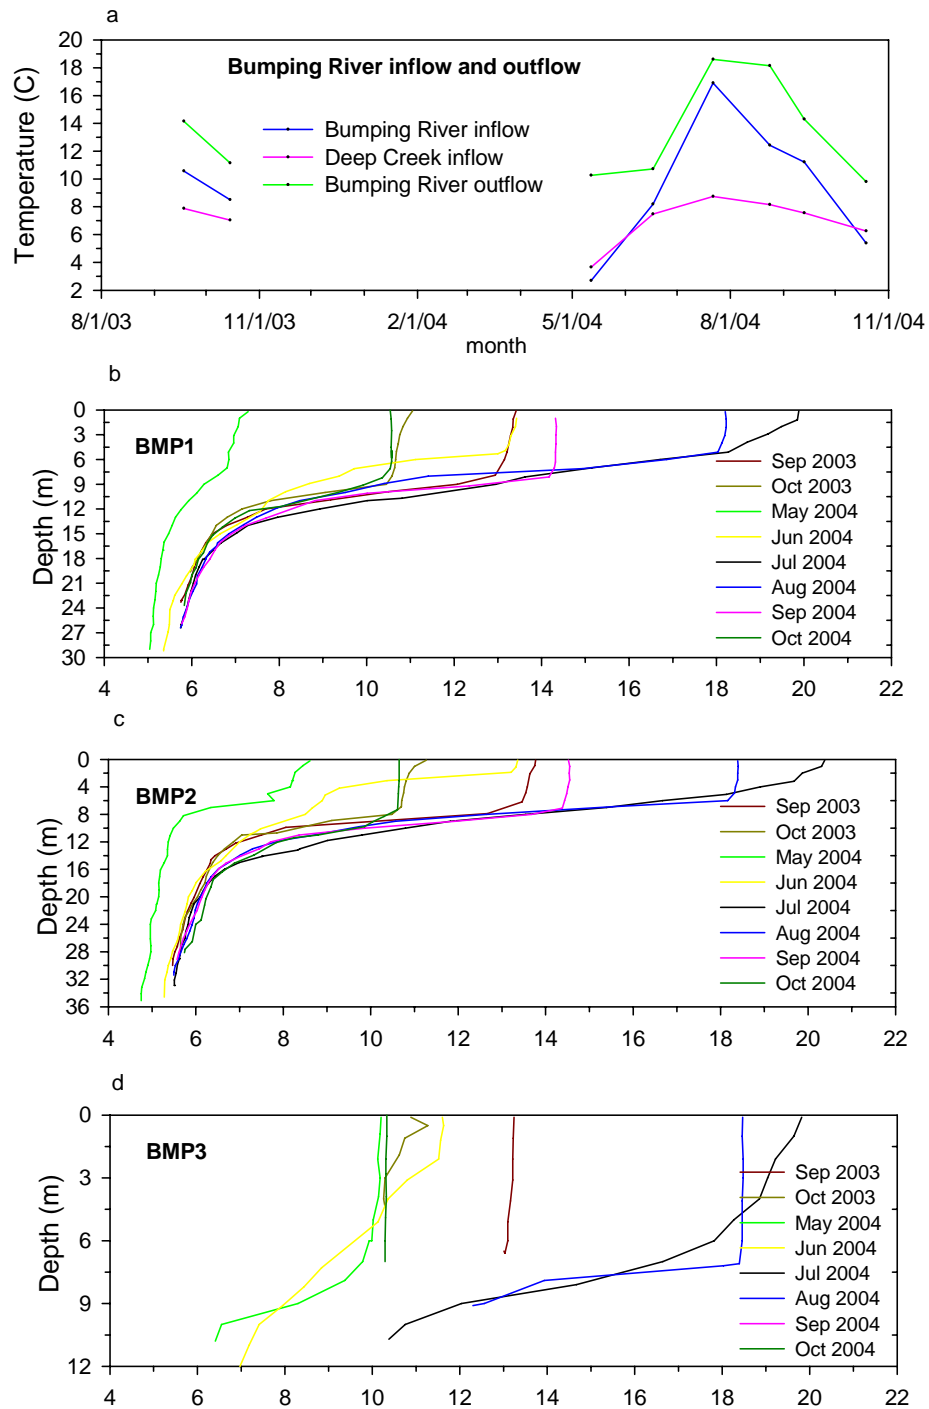 a
20
18
16
14
12
10
8
6
4
2
Temperature (C)
Bumping River inflow and outflow
Bumping River inflow
Deep Creek inflow
Bumping River outflow
8/1/03 11/1/03 2/1/04 5/1/04 8/1/04 11/1/04
month
b
0
3
6
9
12
15
18
21
24
27
30
Depth (m)
BMP1
Sep 2003
Oct 2003
May 2004
Jun 2004
Jul 2004
Aug 2004
Sep 2004
Oct 2004
4 6 8 10 12 14 16 18 20 22
c
0
4
8
12
16
20
24
28
32
36
Depth (m)
BMP2
Sep 2003
Oct 2003
May 2004
Jun 2004
Jul 2004
Aug 2004
Sep 2004
Oct 2004
4 6 8 10 12 14 16 18 20 22
d
0
3
6
9
12
Depth (m)
BMP3
Sep 2003
Oct 2003
May 2004
Jun 2004
Jul 2004
Aug 2004
Sep 2004
Oct 2004
4 6 8 10 12 14 16 18 20 22